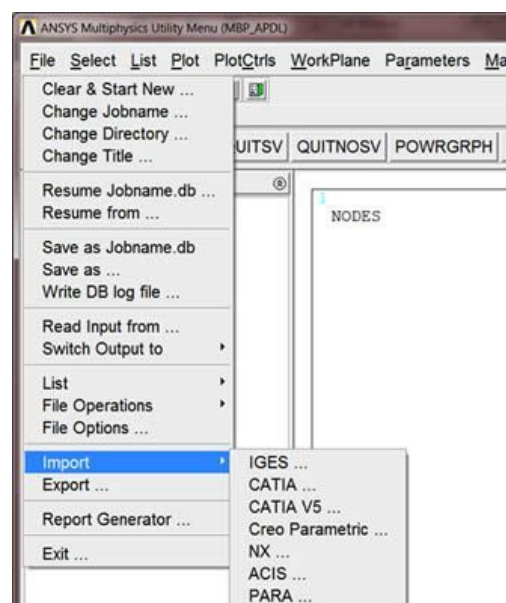 ANSYS Multiphysics Utility Menu (MBP_APDL)
File Select List Plot PlotCtrls WorkPlane Parameters Ma
Clear & Start New ...
Change Jobname ...
Change Directory ...
Change Title ...
UITSV QUITNOSV POWRGRPH
Resume Jobname.db ...
Resume from ...
1
NODES
Save as Jobname.db
Save as ...
Write DB log file ...
Read Input from ...
Switch Output to
List
File Operations
File Options ...
Import
Export ...
Report Generator ...
Exit ...
IGES ...
CATIA ...
CATIA V5 ...
Creo Parametric ...
NX ...
ACIS ...
PARA ...